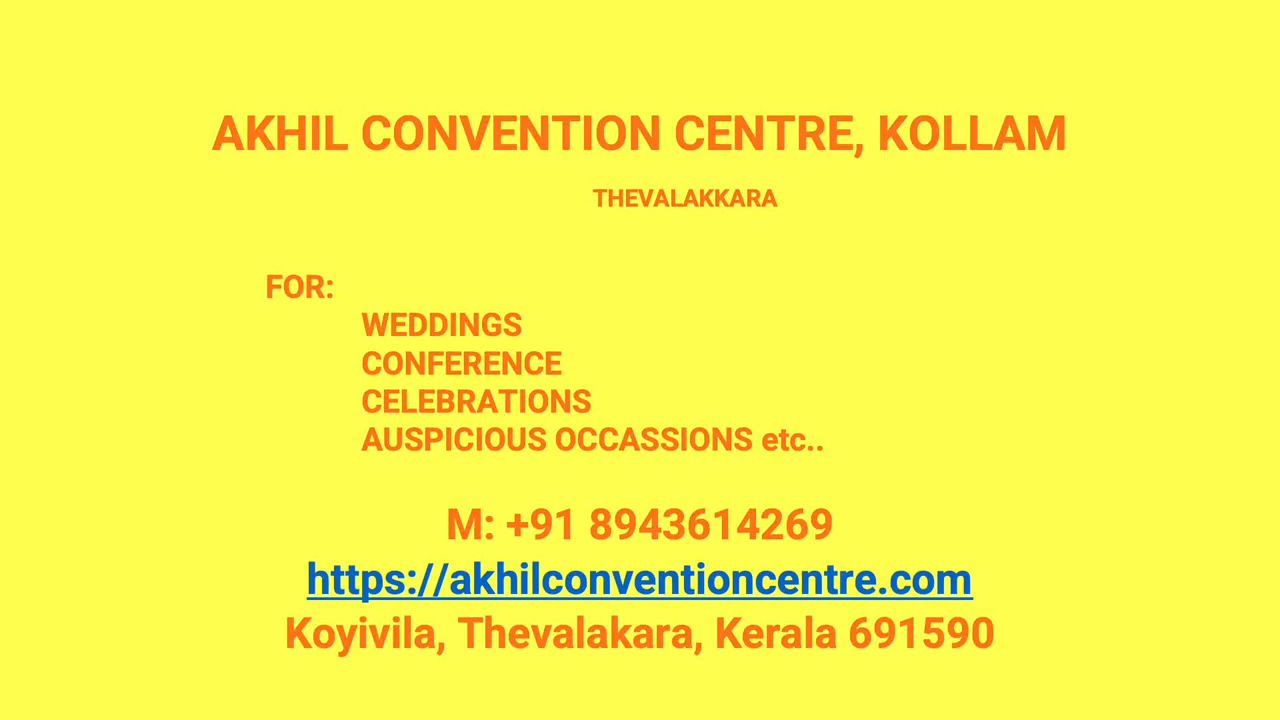 AKHIL CONVENTION CENTRE, KOLLAM
THEVALAKKARA
FOR:
WEDDINGS
CONFERENCE
CELEBRATIONS
AUSPICIOUS OCCASSIONS etc..
M: +91 8943614269
https://akhilconventioncentre.com
Koyivila, Thevalakara, Kerala 691590